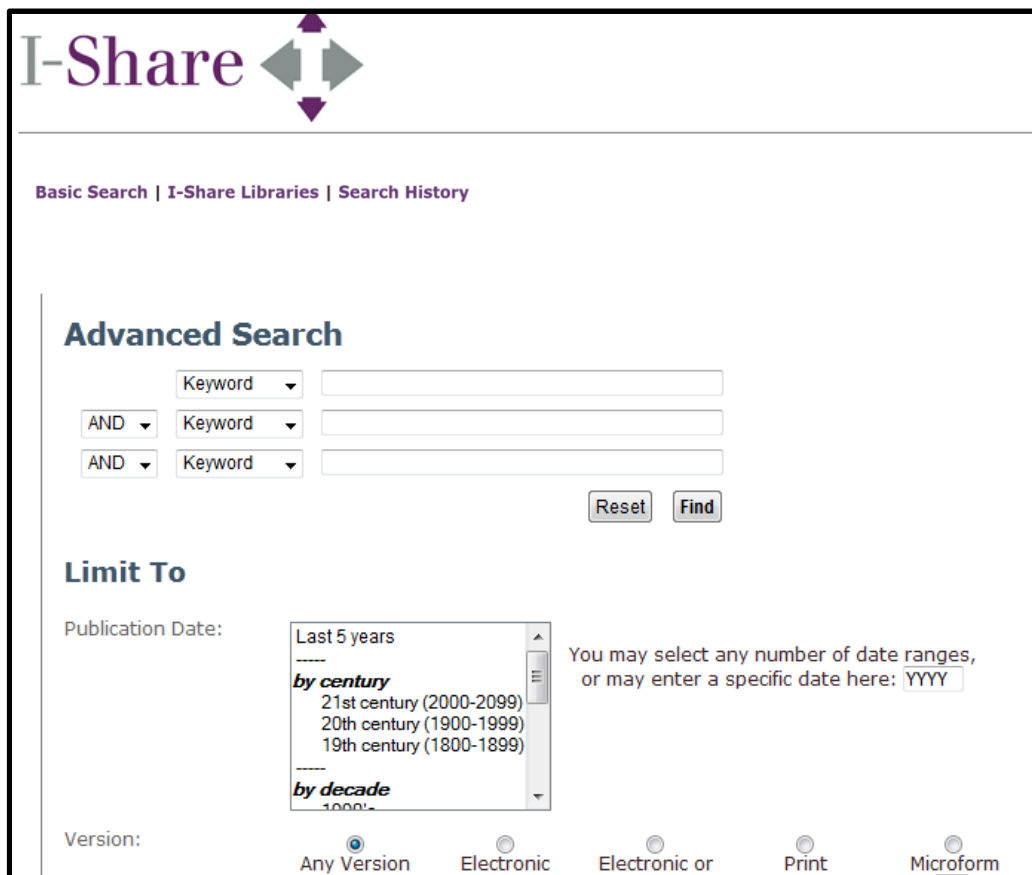 I-Share
Basic Search | I-Share Libraries | Search History
Advanced Search
Keyword
AND Keyword
AND Keyword
Reset Find
Limit To
Publication Date:
Last 5 years
-----
by century
21st century (2000-2099)
20th century (1900-1999)
19th century (1800-1899)
-----
by decade
You may select any number of date ranges,
or may enter a specific date here: YYYY
Version:
Any Version Electronic Electronic or Print Microform